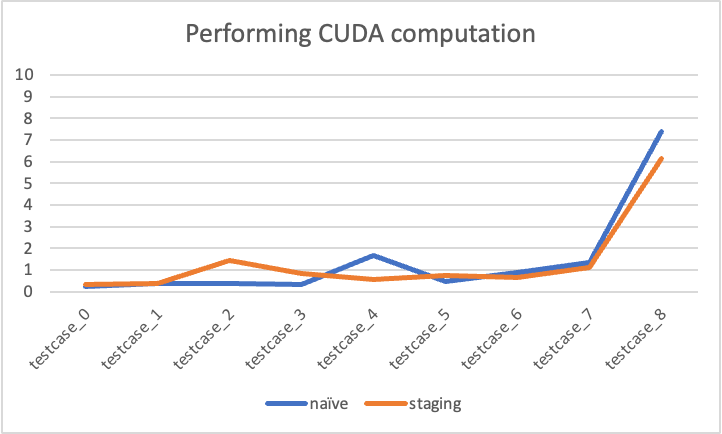 Performing CUDA computation
10
9
8
7
6
5
4
3
2
1
0
testcase_0
testcase_1
testcase_2
testcase_3
testcase_4
testcase_5
testcase_6
testcase_7
testcase_8
naïve staging